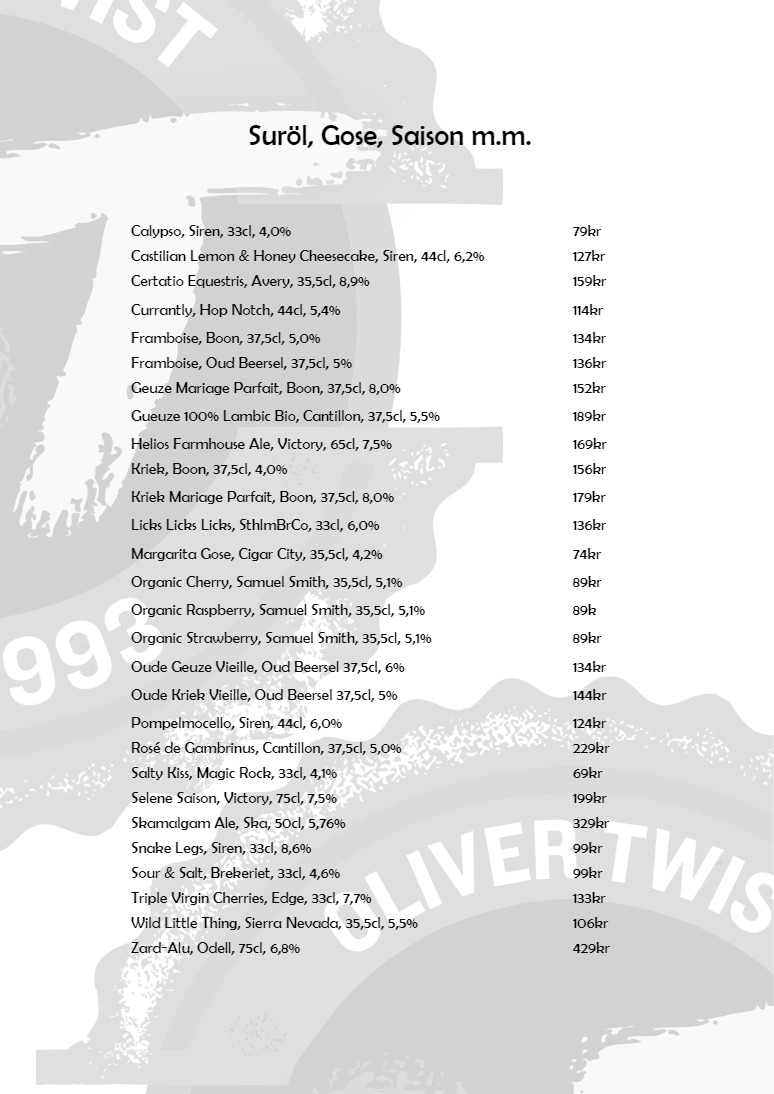 WIST
Suröl, Gose, Saison m.m.
Calypso, Siren, 33cl, 4,0% 79kr
Castilian Lemon & Honey Cheesecake, Siren, 44cl, 6,2% 127kr
Certatio Equestris, Avery, 35,5cl, 8,9% 159kr
Currantly, Hop Notch, 44cl, 5,4% 114kr
Framboise, Boon, 37,5cl, 5,0% 134kr
Framboise, Oud Beersel, 37,5cl, 5% 136kr
Geuze Mariage Parfait, Boon, 37,5cl, 8,0% 152kr
Gueuze 100% Lambic Bio, Cantillon, 37,5cl, 5,5% 189kr
Helios Farmhouse Ale, Victory, 65cl, 7,5% 169kr
Kriek, Boon, 37,5cl, 4,0% 156kr
Kriek Mariage Parfait, Boon, 37,5cl, 8,0% 179kr
Licks Licks Licks, SthlmBrCo, 33cl, 6,0% 136kr
Margarita Gose, Cigar City, 35,5cl, 4,2% 74kr
Organic Cherry, Samuel Smith, 35,5cl, 5,1% 89kr
Organic Raspberry, Samuel Smith, 35,5cl, 5,1% 89k
Organic Strawberry, Samuel Smith, 35,5cl, 5,1% 89kr
Oude Geuze Vieille, Oud Beersel 37,5cl, 6% 134kr
Oude Kriek Vieille, Oud Beersel 37,5cl, 5% 144kr
Pompelmocello, Siren, 44cl, 6,0% 124kr
Rosé de Gambrinus, Cantillon, 37,5cl, 5,0% 229kr
Salty Kiss, Magic Rock, 33cl, 4,1% 69kr
Selene Saison, Victory, 75cl, 7,5% 199kr
Skamalgam Ale, Ska, 50cl, 5,76% 329kr
Snake Legs, Siren, 33cl, 8,6% 99kr
Sour & Salt, Brekeriet, 33cl, 4,6% 99kr
Triple Virgin Cherries, Edge, 33cl, 7,7% 133kr
Wild Little Thing, Sierra Nevada, 35,5cl, 5,5% 106kr
Zard-Alu, Odell, 75cl, 6,8% 429kr
993
OLIVER TWIS